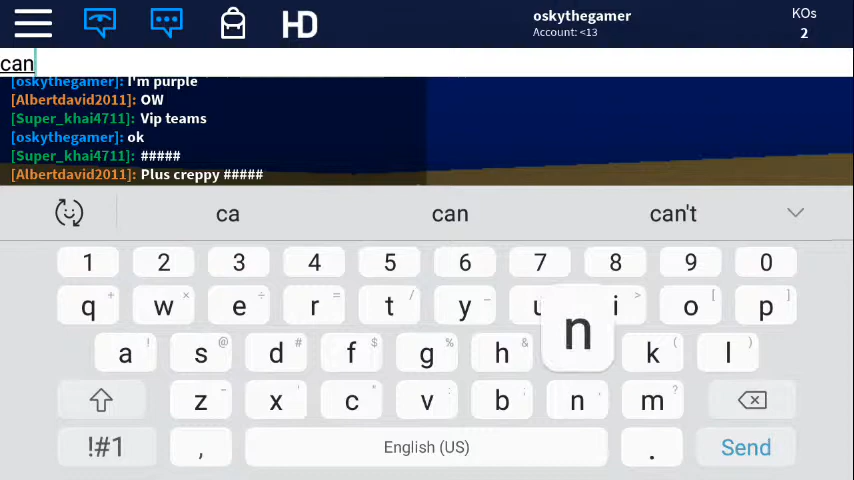 HD
oskythegamer
Account: <13
KOs
2
can
[oskythegamer]: I'm purple
[Albertdavid2011]: OW
[Super_khai4711]: Vip teams
[oskythegamer]: ok
[Super_khai4711]: #####
[Albertdavid2011]: Plus creppy #####
ca can can't
1 2 3 4 5 6 7 8 9 0
q + w × e ÷ r = t / y _ u i > o [ p ]
a ! s @ d # f $ g % h & n k ( l )
z - x ' c " v : b ; n , m ?
!#1 , English (US) . Send